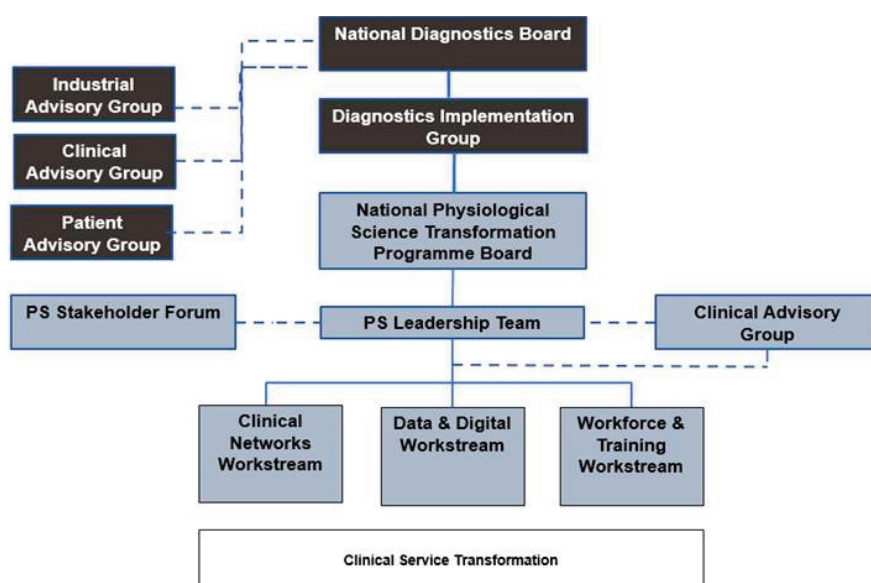 National Diagnostics Board
Industrial
Advisory Group
Diagnostics Implementation
Group
Clinical
Advisory Group
Patient
Advisory Group
National Physiological
Science Transformation
Programme Board
PS Stakeholder Forum
PS Leadership Team
Clinical Advisory
Group
Clinical
Networks
Workstream
Data & Digital
Workstream
Workforce &
Training
Workstream
Clinical Service Transformation